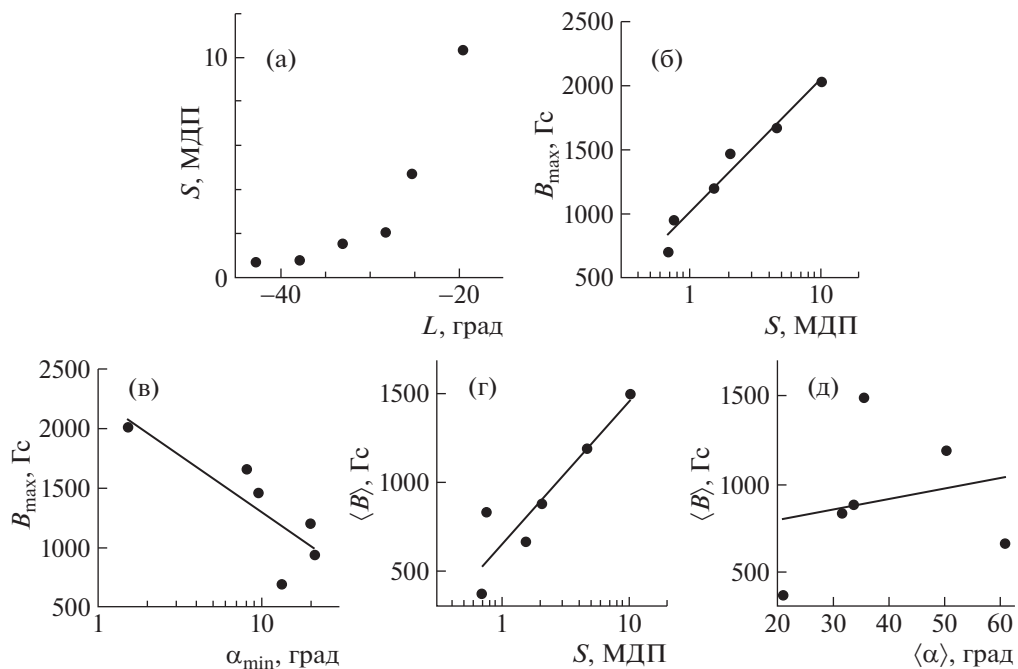 (а)
S, МДП
10
0
−40
−20
L, град
(б)
B_max, Гс
2500
2000
1500
1000
500
1
10
S, МДП
(в)
B_max, Гс
2500
2000
1500
1000
500
1
10
α_min, град
(г)
⟨B⟩, Гс
1500
1000
500
1
10
S, МДП
(д)
⟨B⟩, Гс
1500
1000
500
20
30
40
50
60
⟨α⟩, град